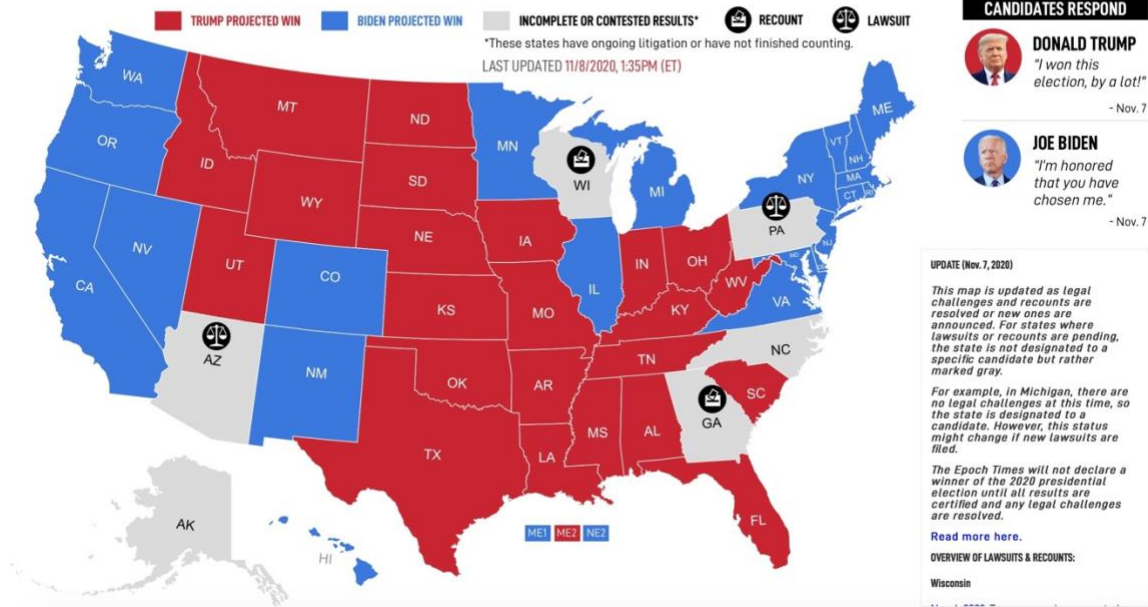 TRUMP PROJECTED WIN
BIDEN PROJECTED WIN
INCOMPLETE OR CONTESTED RESULTS*
RECOUNT
LAWSUIT
*These states have ongoing litigation or have not finished counting.
LAST UPDATED 11/8/2020, 1:35PM (ET)
WA
MT
ND
MN
ME
OR
ID
SD
WI
MI
VT
NH
NY
MA
CT
RI
WY
IA
PA
NE
NJ
NV
UT
CO
IL
IN
OH
MD
DE
WV
VA
CA
KS
MO
KY
AZ
NM
OK
AR
TN
NC
SC
TX
LA
MS
AL
GA
FL
AK
HI
ME1
ME2
NE2
CANDIDATES RESPOND
DONALD TRUMP
"I won this
election, by a lot!"
- Nov. 7
JOE BIDEN
"I'm honored
that you have
chosen me."
- Nov. 7
UPDATE (Nov. 7, 2020)
This map is updated as legal
challenges and recounts are
resolved or new ones are
announced. For states where
lawsuits or recounts are pending,
the state is not designated to a
specific candidate but rather
marked gray.
For example, in Michigan, there are
no legal challenges at this time, so
the state is designated to a
candidate. However, this status
might change if new lawsuits are
filed.
The Epoch Times will not declare a
winner of the 2020 presidential
election until all results are
certified and any legal challenges
are resolved.
Read more here.
OVERVIEW OF LAWSUITS & RECOUNTS:
Wisconsin